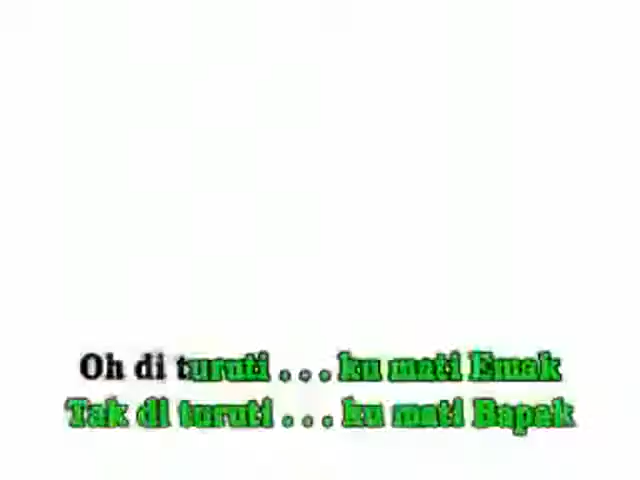 Oh di turuti . . . ku mati Emak
Tak di turuti . . . ku mati Bapak